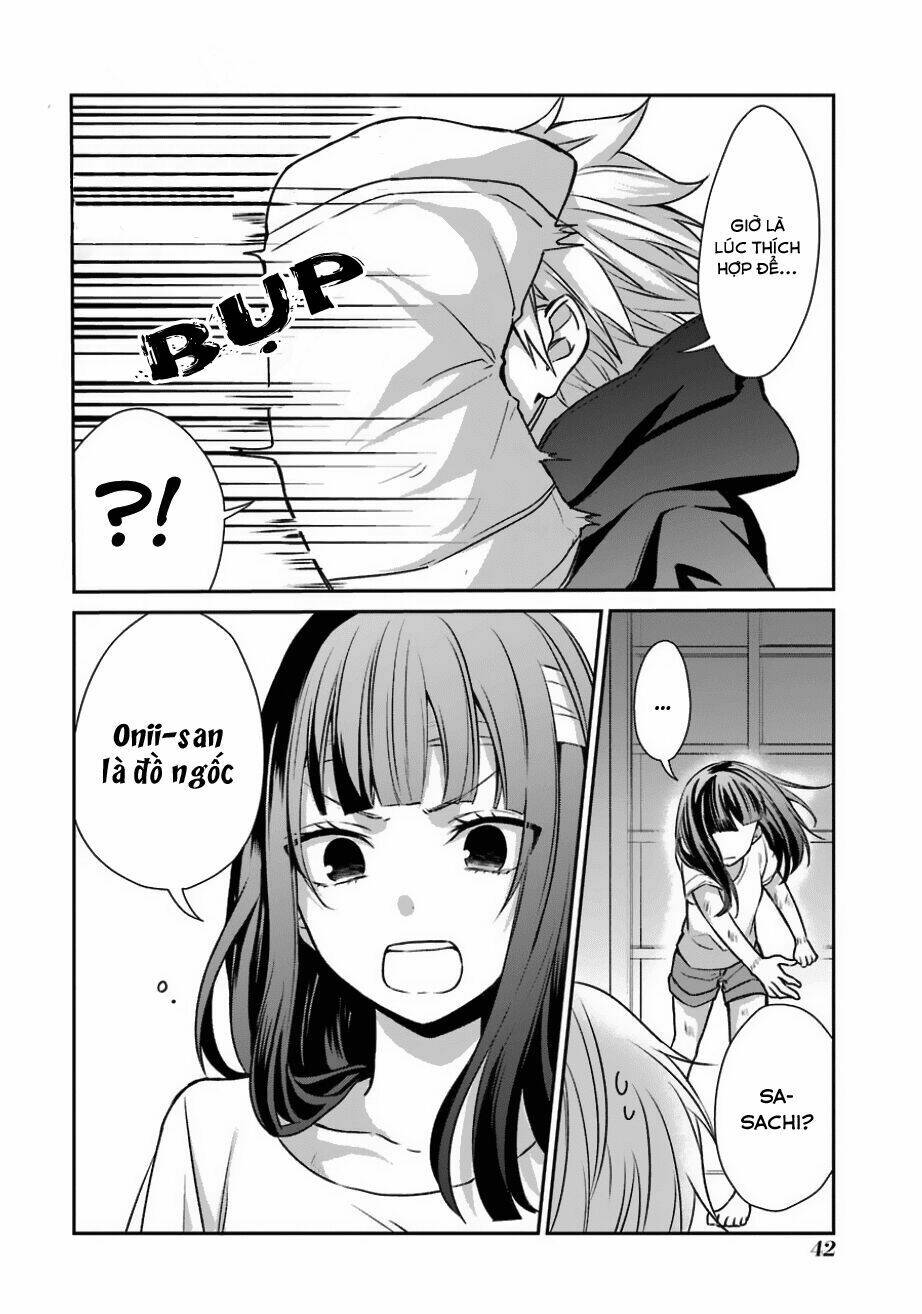 GIỜ LÀ
LÚC THÍCH
HỢP ĐỂ...
BỤP
?!
...
SA-
SACHI?
Onii-san
là đồ ngốc
42